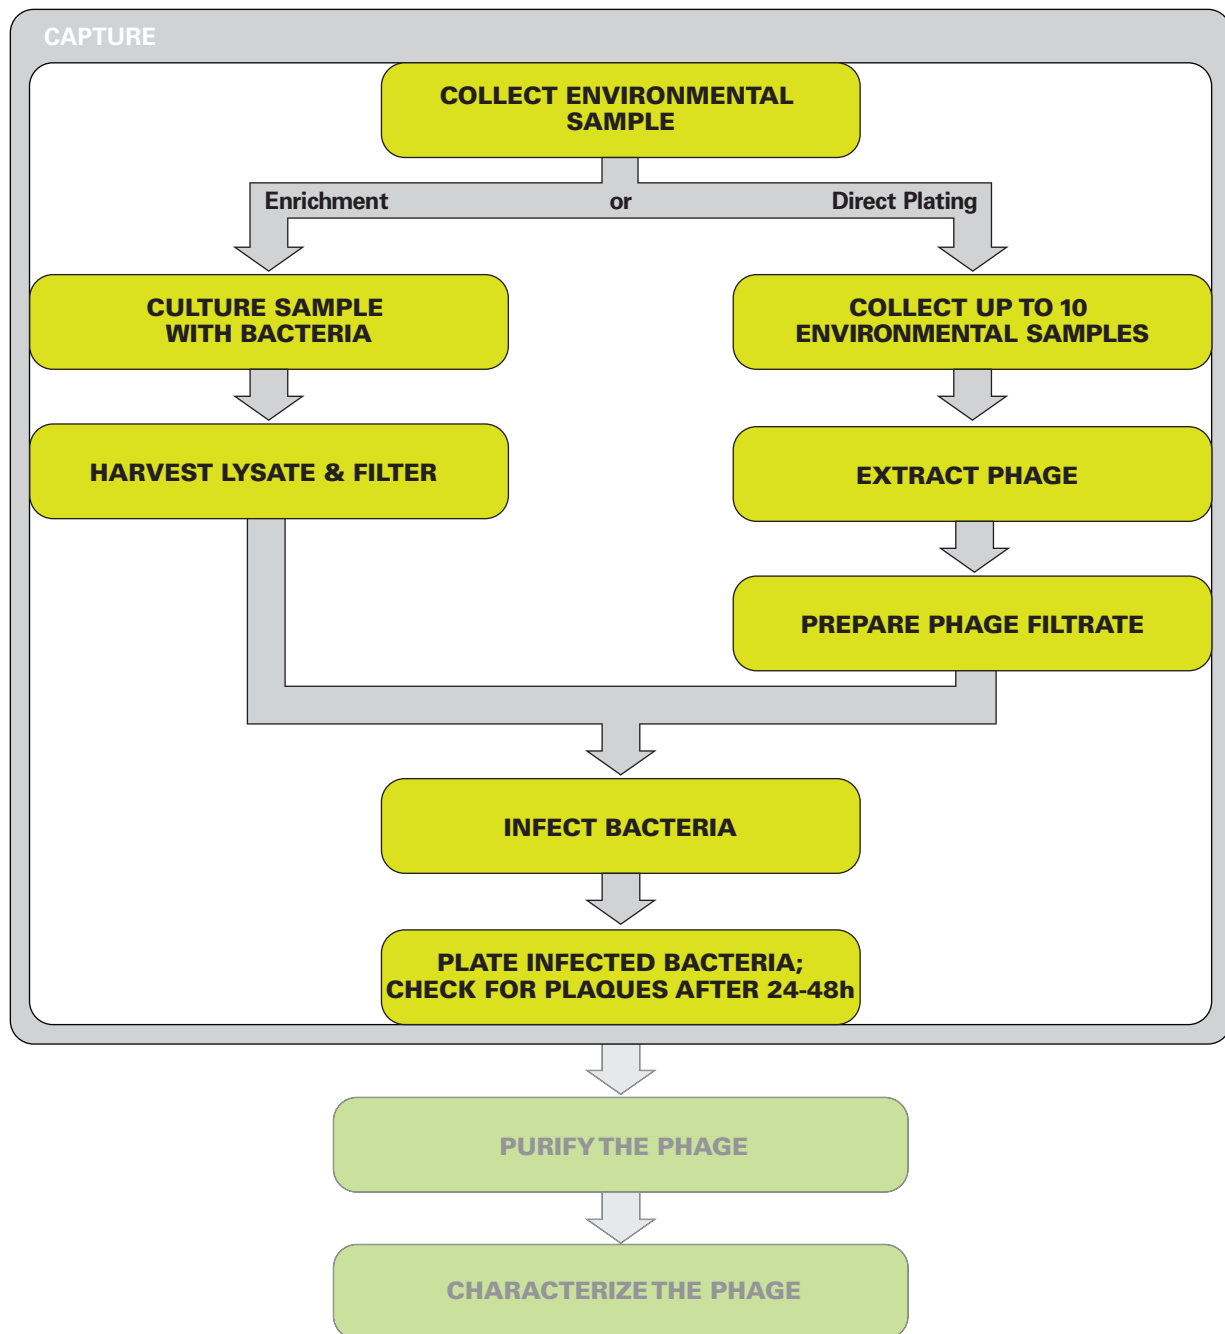 CAPTURE
COLLECT ENVIRONMENTAL
SAMPLE
Enrichment or Direct Plating
CULTURE SAMPLE
WITH BACTERIA
COLLECT UP TO 10
ENVIRONMENTAL SAMPLES
HARVEST LYSATE & FILTER
EXTRACT PHAGE
PREPARE PHAGE FILTRATE
INFECT BACTERIA
PLATE INFECTED BACTERIA;
CHECK FOR PLAQUES AFTER 24-48h
PURIFY THE PHAGE
CHARACTERIZE THE PHAGE